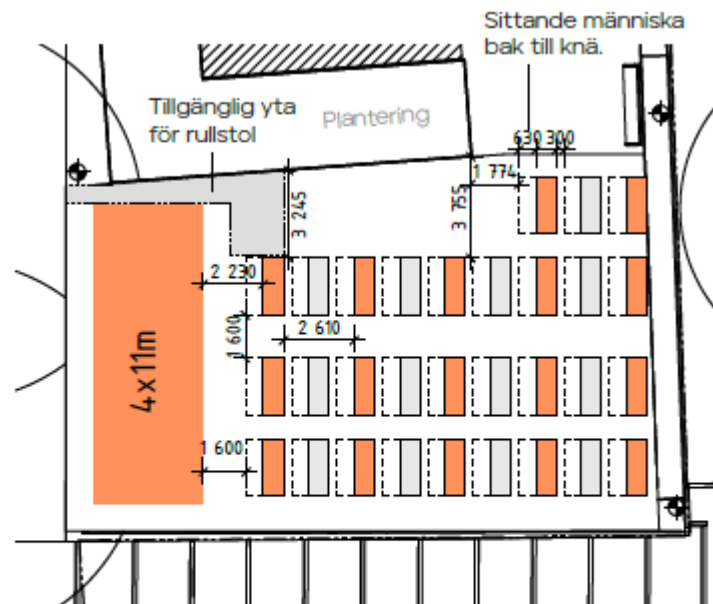 Sittande människa
bak till knä.
Tillgänglig yta
för rullstol
Plantering
630 300
1 774
3 245
3 755
2 230
2 610
1 600
4x11m
1 600